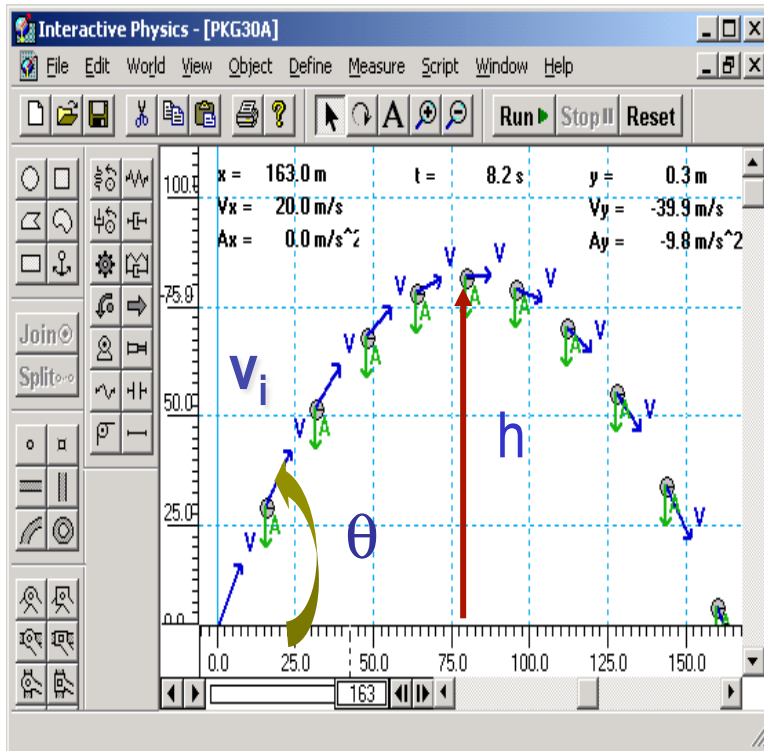 Interactive Physics - [PKG30A]
File Edit World View Object Define Measure Script Window Help
A Run Stop Reset
Join
Split
x = 163.0 m t = 8.2 s y = 0.3 m
Vx = 20.0 m/s Vy = -39.9 m/s
Ax = 0.0 m/s^2 Ay = -9.8 m/s^2
100.0
75.0
50.0
25.0
0.0
V V V V V V V V V V
A A A A A A A A A
vi
h
θ
0.0 25.0 50.0 75.0 100.0 125.0 150.0
163